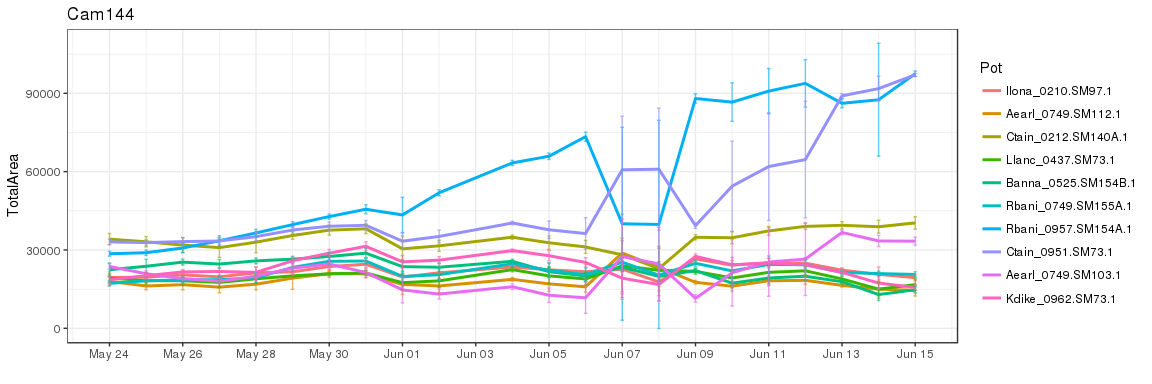 Cam144
TotalArea
90000
60000
30000
0
May 24 May 26 May 28 May 30 Jun 01 Jun 03 Jun 05 Jun 07 Jun 09 Jun 11 Jun 13 Jun 15
Pot
Ilona_0210.SM97.1
Aearl_0749.SM112.1
Ctain_0212.SM140A.1
Llanc_0437.SM73.1
Banna_0525.SM154B.1
Rbani_0749.SM155A.1
Rbani_0957.SM154A.1
Ctain_0951.SM73.1
Aearl_0749.SM103.1
Kdike_0962.SM73.1